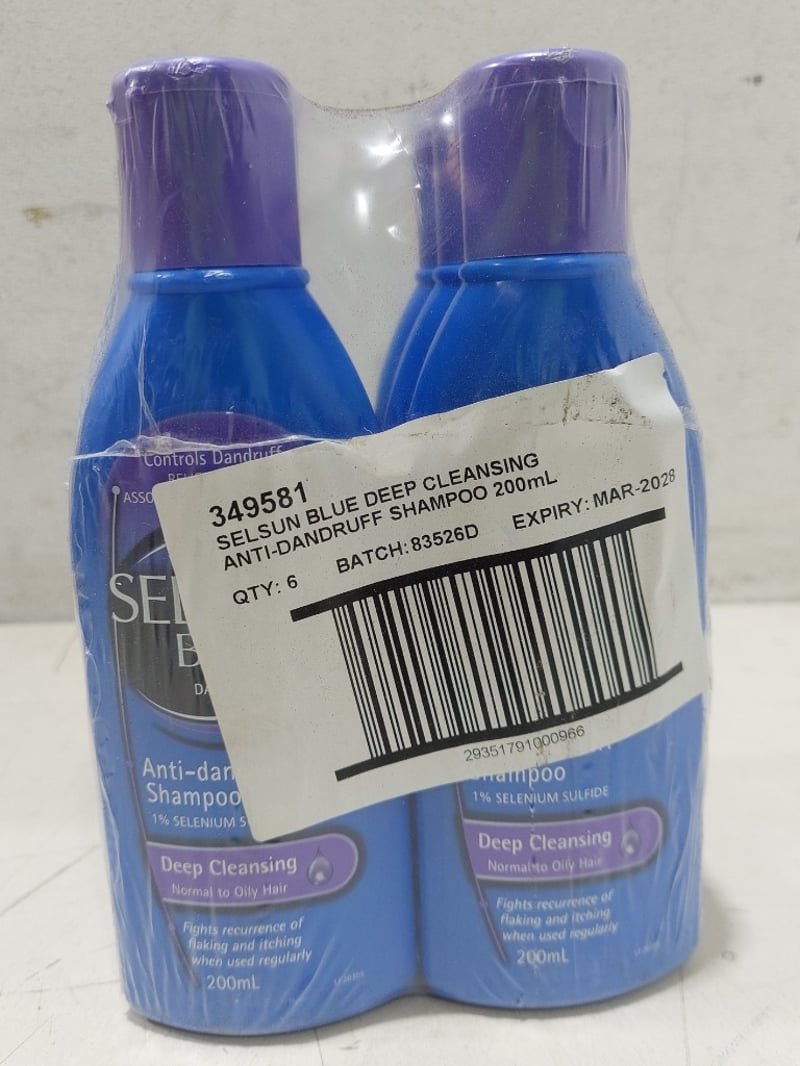 Controls Dandruff
349581
SELSUN BLUE DEEP CLEANSING
ANTI-DANDRUFF SHAMPOO 200mL
QTY: 6 BATCH: 83526D EXPIRY: MAR-2028
29351791000966
Shampoo
1% SELENIUM SULFIDE
Deep Cleansing
Normal to Oily Hair
Fights recurrence of
flaking and itching
when used regularly
200mL
Shampoo
1% SELENIUM
Deep Cleansing
Normal to Oily Hair
Fights recurrence of
flaking and itching
when used regularly
200mL